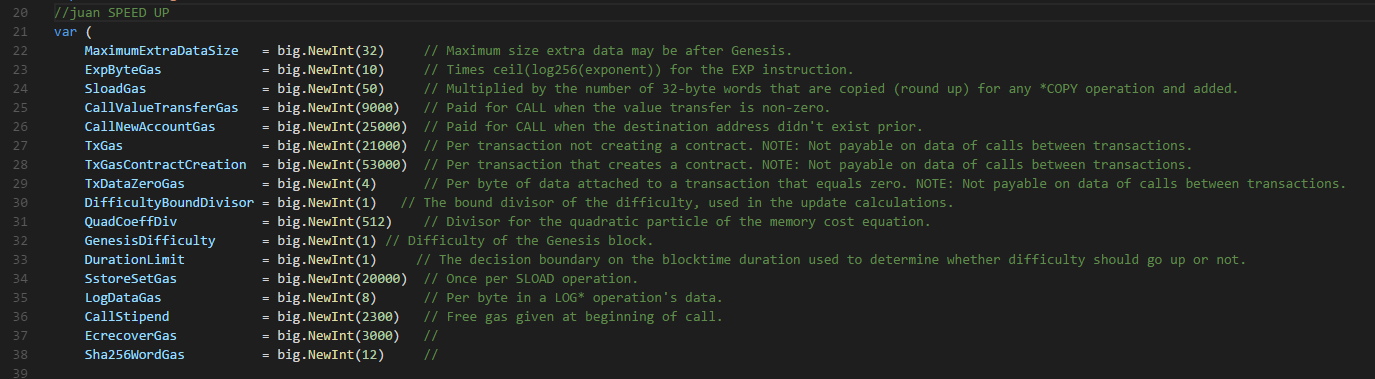 20 //juan SPEED UP
21 var (
22 MaximumExtraDataSize = big.NewInt(32) // Maximum size extra data may be after Genesis.
23 ExpByteGas = big.NewInt(10) // Times ceil(log256(exponent)) for the EXP instruction.
24 SloadGas = big.NewInt(50) // Multiplied by the number of 32-byte words that are copied (round up) for any *COPY operation and added.
25 CallValueTransferGas = big.NewInt(9000) // Paid for CALL when the value transfer is non-zero.
26 CallNewAccountGas = big.NewInt(25000) // Paid for CALL when the destination address didn't exist prior.
27 TxGas = big.NewInt(21000) // Per transaction not creating a contract. NOTE: Not payable on data of calls between transactions.
28 TxGasContractCreation = big.NewInt(53000) // Per transaction that creates a contract. NOTE: Not payable on data of calls between transactions.
29 TxDataZeroGas = big.NewInt(4) // Per byte of data attached to a transaction that equals zero. NOTE: Not payable on data of calls between transactions.
30 DifficultyBoundDivisor = big.NewInt(1) // The bound divisor of the difficulty, used in the update calculations.
31 QuadCoeffDiv = big.NewInt(512) // Divisor for the quadratic particle of the memory cost equation.
32 GenesisDifficulty = big.NewInt(1) // Difficulty of the Genesis block.
33 DurationLimit = big.NewInt(1) // The decision boundary on the blocktime duration used to determine whether difficulty should go up or not.
34 SstoreSetGas = big.NewInt(20000) // Once per SLOAD operation.
35 LogDataGas = big.NewInt(8) // Per byte in a LOG* operation's data.
36 CallStipend = big.NewInt(2300) // Free gas given at beginning of call.
37 EcrecoverGas = big.NewInt(3000) //
38 Sha256WordGas = big.NewInt(12) //
39